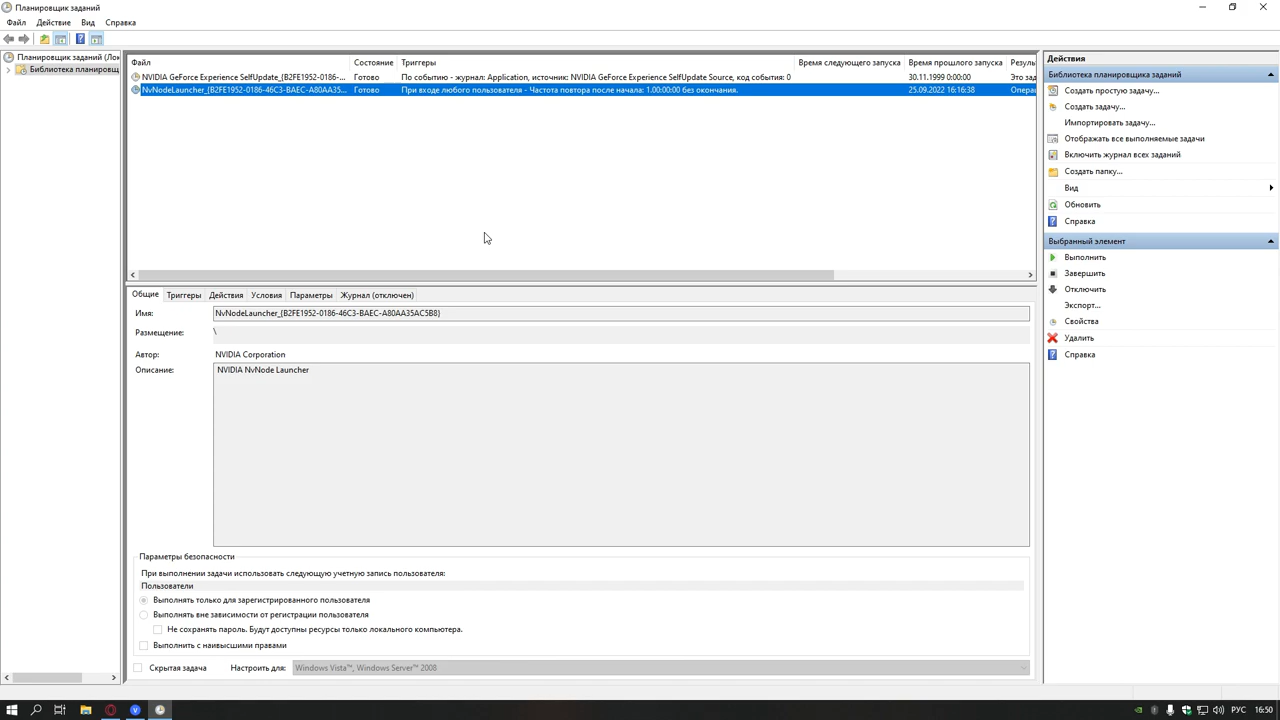 Планировщик заданий
Файл Действие Вид Справка
Планировщик заданий (Лок
Библиотека планировщ
Файл Состояние Триггеры Время следующего запуска Время прошлого запуска Резуль
NVIDIA GeForce Experience SelfUpdate_{B2FE1952-0186-... Готово По событию - журнал: Application, источник: NVIDIA GeForce Experience SelfUpdate Source, код события: 0 30.11.1999 0:00:00 Это зад
NvNodeLauncher_{B2FE1952-0186-46C3-BAEC-A80AA35... Готово При входе любого пользователя - Частота повтора после начала: 1.00:00:00 без окончания. 25.09.2022 16:16:38 Операц
Общие Триггеры Действия Условия Параметры Журнал (отключен)
Имя: NvNodeLauncher_{B2FE1952-0186-46C3-BAEC-A80AA35AC5B8}
Размещение: \
Автор: NVIDIA Corporation
Описание: NVIDIA NvNode Launcher
Параметры безопасности
При выполнении задачи использовать следующую учетную запись пользователя:
Пользователи
Выполнять только для зарегистрированного пользователя
Выполнять вне зависимости от регистрации пользователя
Не сохранять пароль. Будут доступны ресурсы только локального компьютера.
Выполнить с наивысшими правами
Скрытая задача Настроить для: Windows Vista™, Windows Server™ 2008
Действия
Библиотека планировщика заданий
Создать простую задачу...
Создать задачу...
Импортировать задачу...
Отображать все выполняемые задачи
Включить журнал всех заданий
Создать папку...
Вид
Обновить
Справка
Выбранный элемент
Выполнить
Завершить
Отключить
Экспорт...
Свойства
Удалить
Справка
РУС 16:50